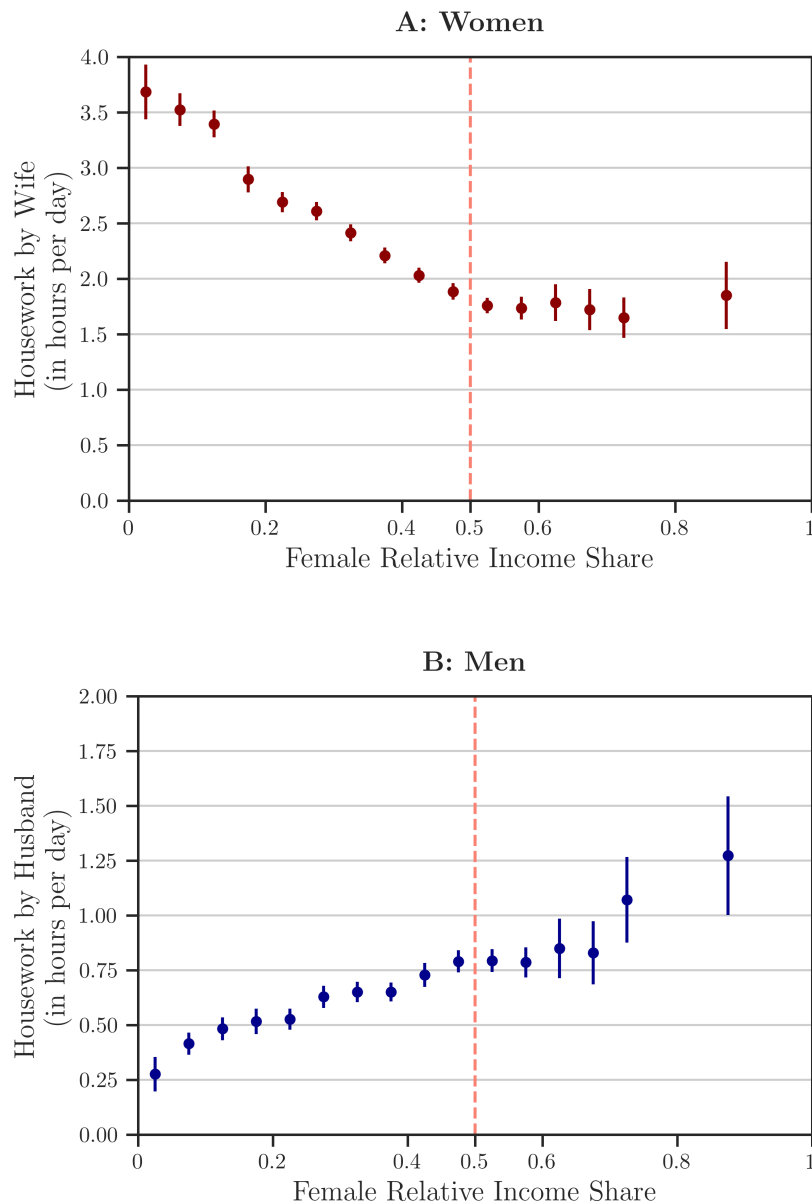 A: Women
Housework by Wife
(in hours per day)
4.0
3.5
3.0
2.5
2.0
1.5
1.0
0.5
0.0
0 0.2 0.4 0.5 0.6 0.8 1
Female Relative Income Share
B: Men
Housework by Husband
(in hours per day)
2.00
1.75
1.50
1.25
1.00
0.75
0.50
0.25
0.00
0 0.2 0.4 0.5 0.6 0.8 1
Female Relative Income Share